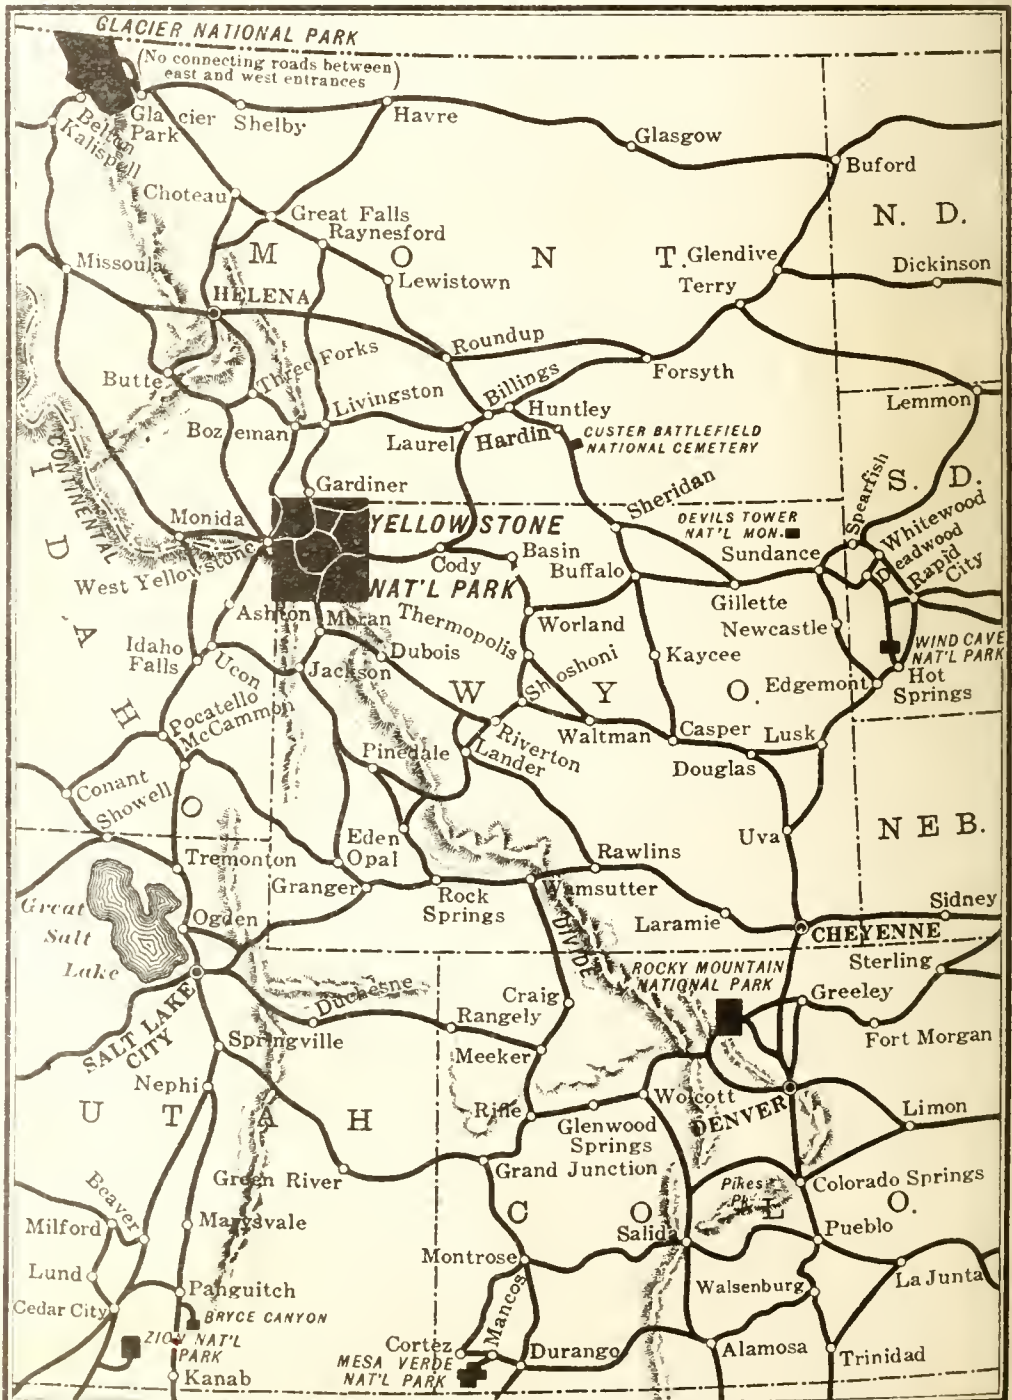 GLACIER NATIONAL PARK
(No connecting roads between
east and west entrances)
Belton
Kalispell
Glacier
Park
Shelby
Havre
Glasgow
Buford
N. D.
Choteau
Great Falls
Raynesford
MONT.
Glendive
Dickinson
Missoula
Lewistown
Terry
HELENA
Roundup
Forsyth
Three Forks
Butte
Livingston
Billings
Huntley
Lemmon
Bozeman
Laurel
Hardin
CUSTER BATTLEFIELD
NATIONAL CEMETERY
CONTINENTAL
IDAHO
Gardiner
Sheridan
Spearfish
S. D.
Monida
YELLOWSTONE
NAT'L PARK
DEVILS TOWER
NAT'L MON.
Whitewood
Deadwood
Rapid
City
West Yellowstone
Cody
Basin
Buffalo
Sundance
Gillette
Ashton
Moran
Thermopolis
Worland
Newcastle
WIND CAVE
NAT'L PARK
Idaho
Falls
Ucon
Jackson
Dubois
Shoshoni
Kaycee
Edgemont
Hot
Springs
WYO.
Pocatello
McCammon
Pinedale
Riverton
Lander
Waltman
Casper
Lusk
Douglas
Conant
Showell
Eden
Opal
Uva
NEB.
Tremonton
Granger
Rock
Springs
Rawlins
Wamsutter
Great
Salt
Lake
Ogden
Laramie
Sidney
CHEYENNE
DIVIDE
SALT LAKE
CITY
Duchesne
Craig
Rangely
ROCKY MOUNTAIN
NATIONAL PARK
Sterling
Greeley
Fort Morgan
Springville
Meeker
Nephi
UTAH
Rifle
Glenwood
Springs
Wolcott
DENVER
Limon
Green River
Grand Junction
Pikes
Pk.
Colorado Springs
COLO.
Beaver
Milford
Marysvale
Salida
Pueblo
Lund
Montrose
Walsenburg
La Junta
Panguitch
Cedar City
BRYCE CANYON
ZION NAT'L
PARK
Mancos
Cortez
MESA VERDE
NAT'L PARK
Durango
Alamosa
Trinidad
Kanab